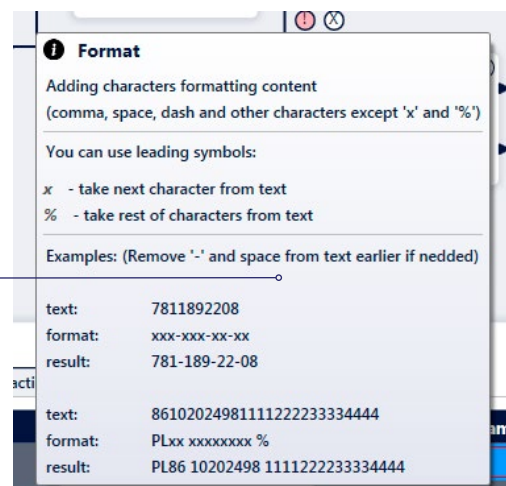 ! X
i Format
Adding characters formatting content
(comma, space, dash and other characters except 'x' and '%')
You can use leading symbols:
x - take next character from text
% - take rest of characters from text
Examples: (Remove '-' and space from text earlier if nedded)
text: 7811892208
format: xxx-xxx-xx-xx
result: 781-189-22-08
acti
text: 86102024981111222233334444
format: PLxx xxxxxxxx %
result: PL86 10202498 1111222233334444